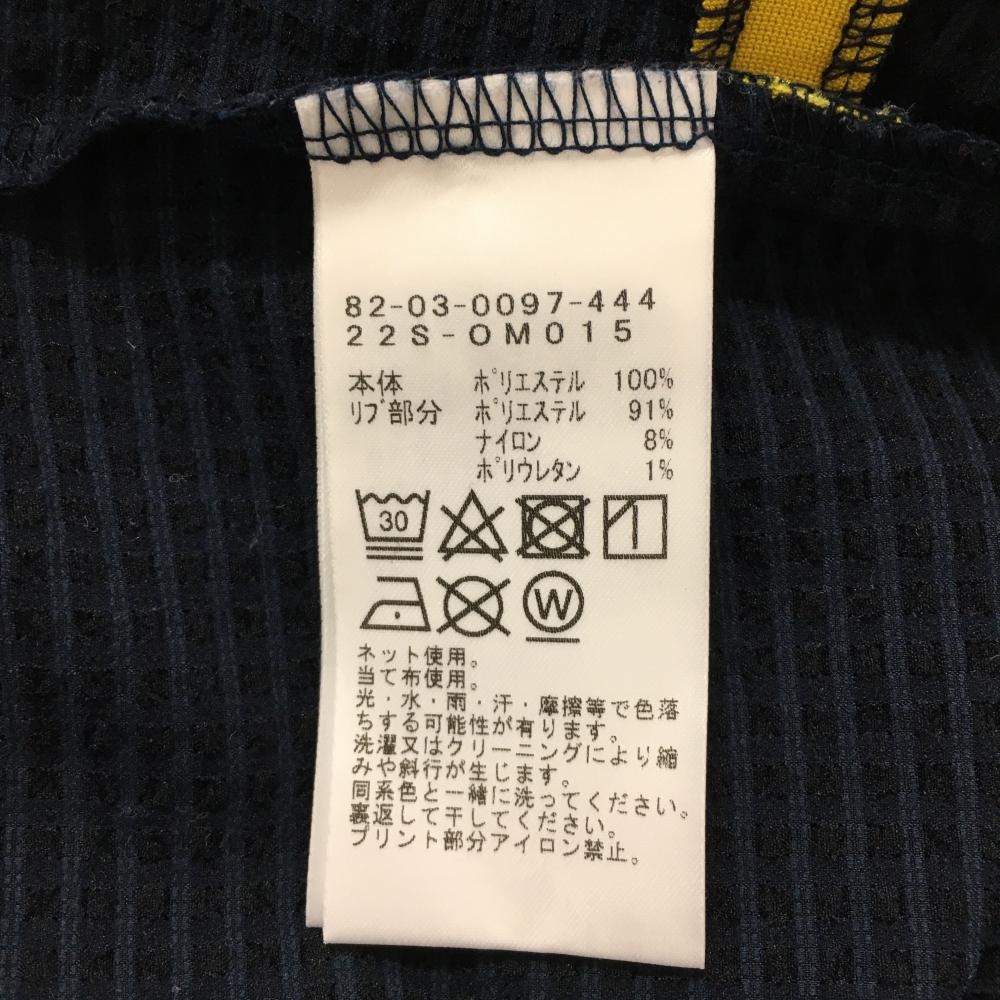 82-03-0097-444
22S-OM015
本体 ポリエステル 100%
リブ部分 ポリエステル 91%
ナイロン 8%
ポリウレタン 1%
30
W
ネット使用。
当て布使用。
光・水・雨・汗・摩擦等で色落
ちする可能性が有ります。
洗濯又はクリーニングにより縮
みや斜行が生じます。
同系色と一緒に洗ってください。
裏返して干してください。
プリント部分アイロン禁止。